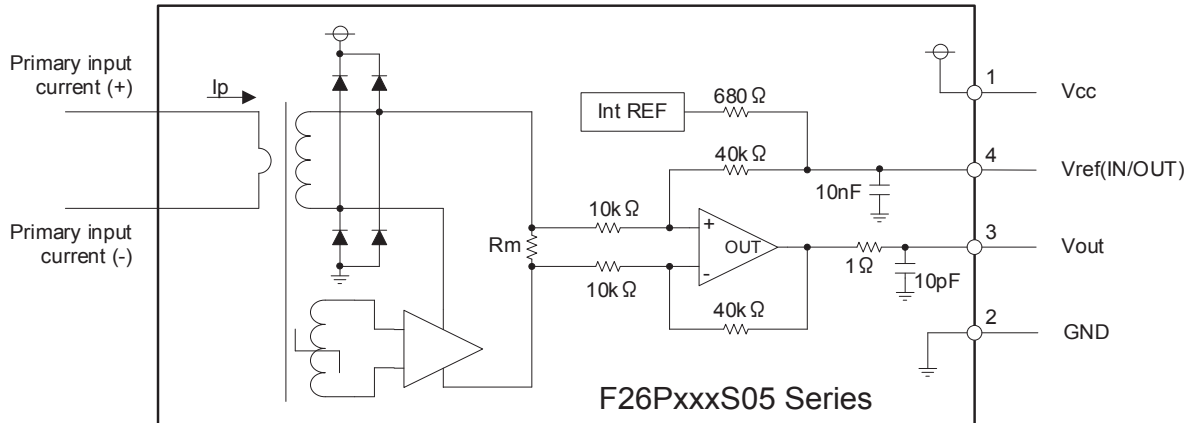 Primary input
current (+)
Ip
Primary input
current (-)
Int REF
680 Ω
40k Ω
10nF
10k Ω
Rm
+
OUT
-
10k Ω
40k Ω
1 Ω
10pF
1
Vcc
4
Vref(IN/OUT)
3
Vout
2
GND
F26PxxxS05 Series